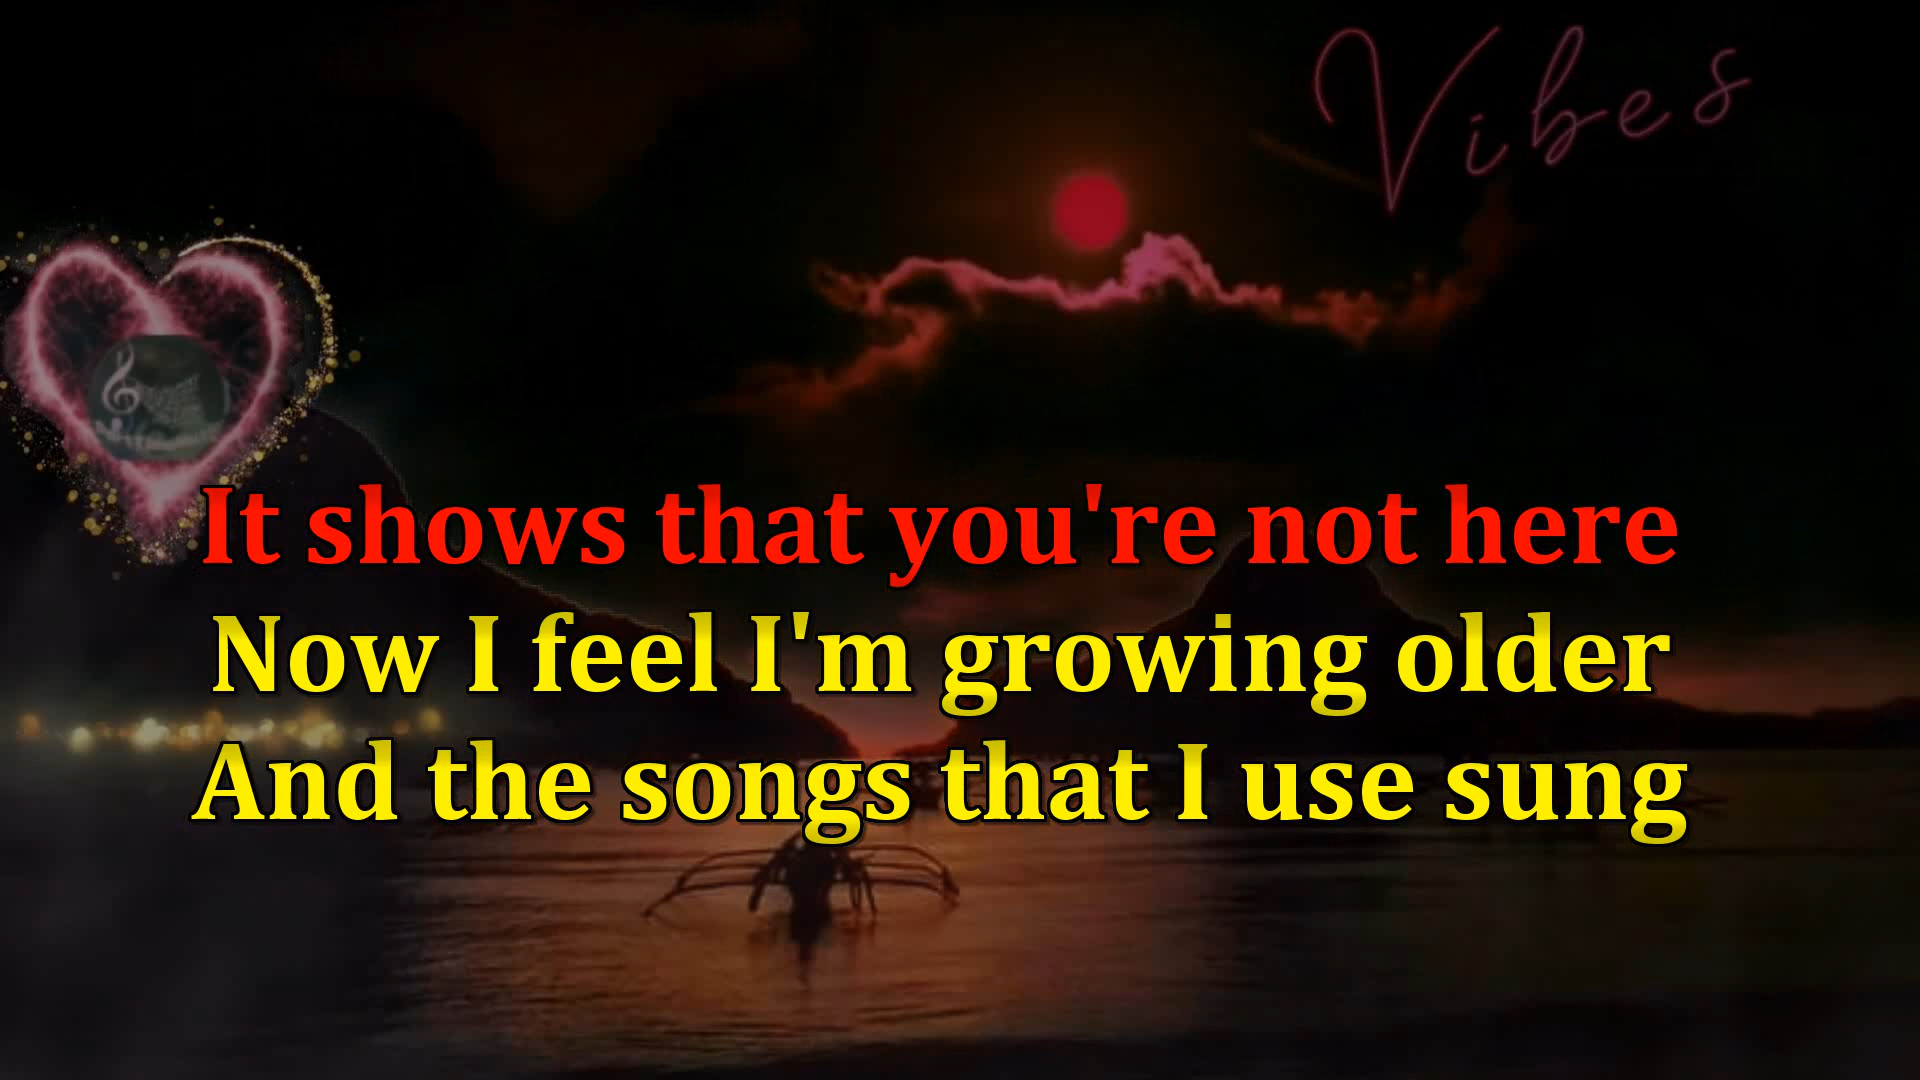 Vibes
It shows that you're not here
Now I feel I'm growing older
And the songs that I use sung